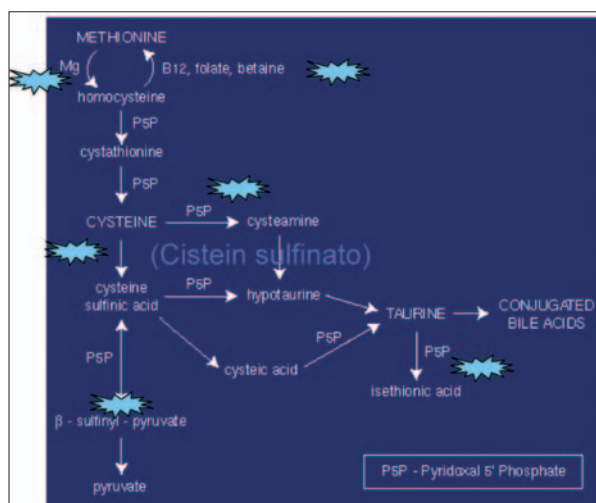 METHIONINE
Mg
B12, folate, betaine
homocysteine
P5P
cystathionine
P5P
CYSTEINE
P5P
cysteamine
(Cistein sulfinato)
cysteine
sulfinic acid
P5P
hypotaurine
TAURINE
CONJUGATED
BILE ACIDS
P5P
cysteic acid
P5P
P5P
isethionic acid
β - sulfinyl - pyruvate
pyruvate
P5P - Pyridoxal 5' Phosphate